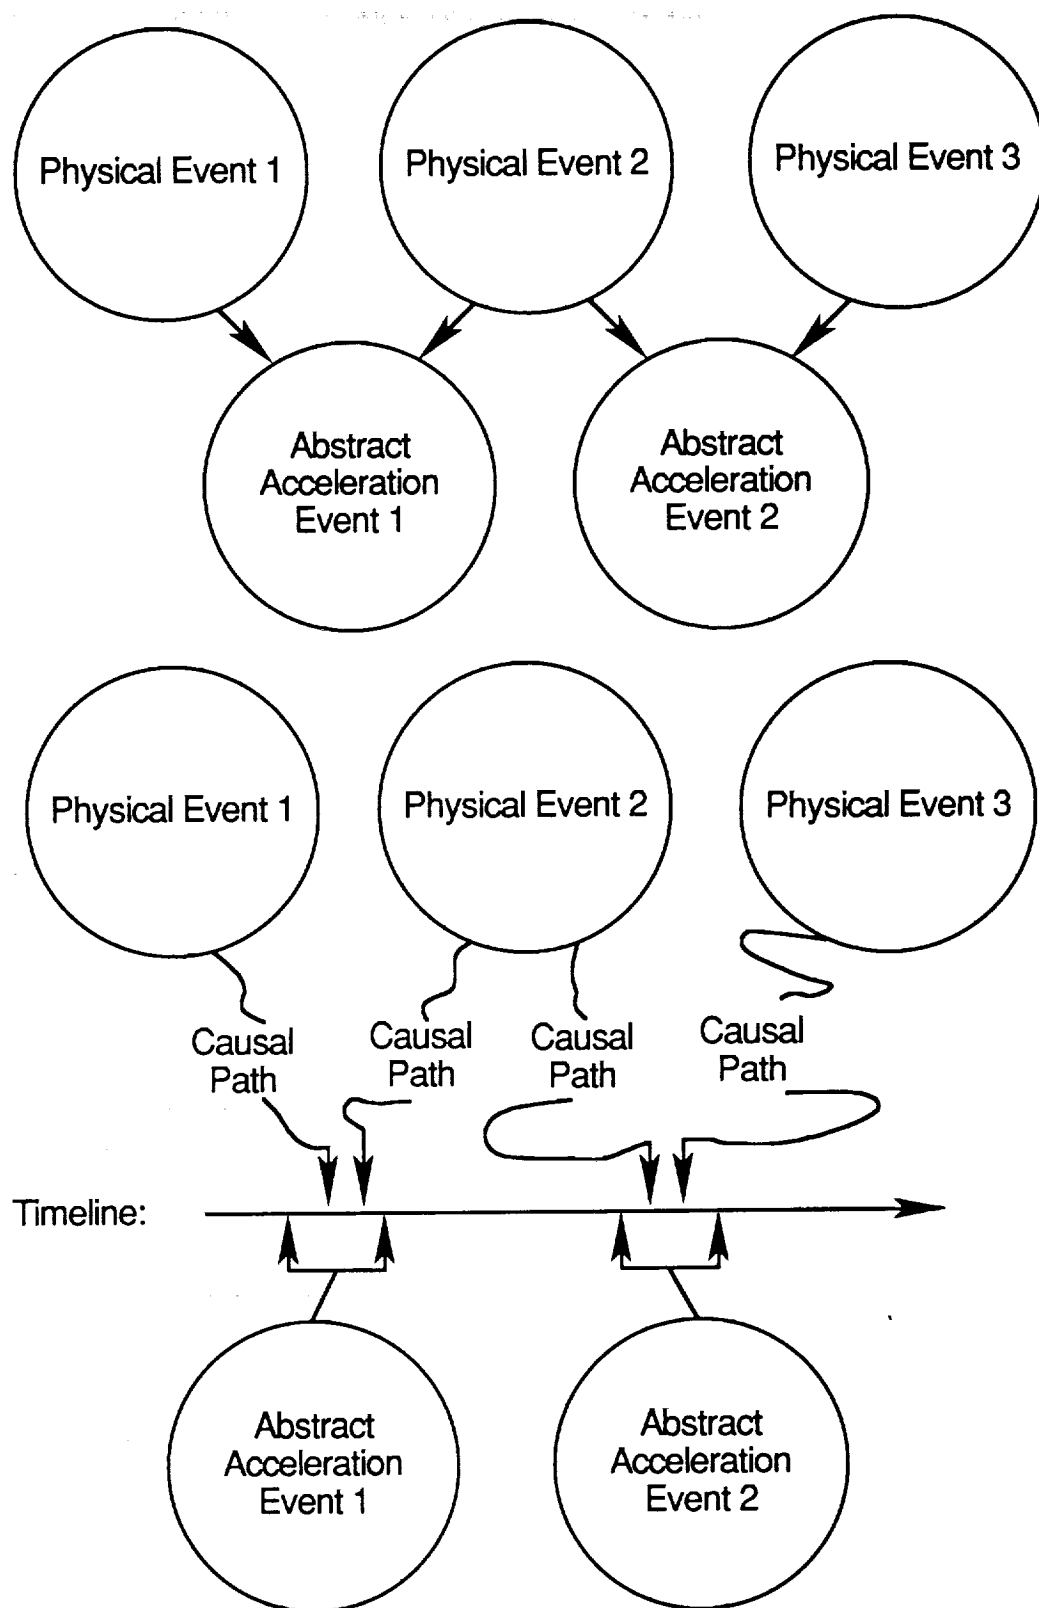 Physical Event 1
Physical Event 2
Physical Event 3
Abstract
Acceleration
Event 1
Abstract
Acceleration
Event 2
Physical Event 1
Physical Event 2
Physical Event 3
Causal
Path
Causal
Path
Causal
Path
Causal
Path
Timeline:
Abstract
Acceleration
Event 1
Abstract
Acceleration
Event 2